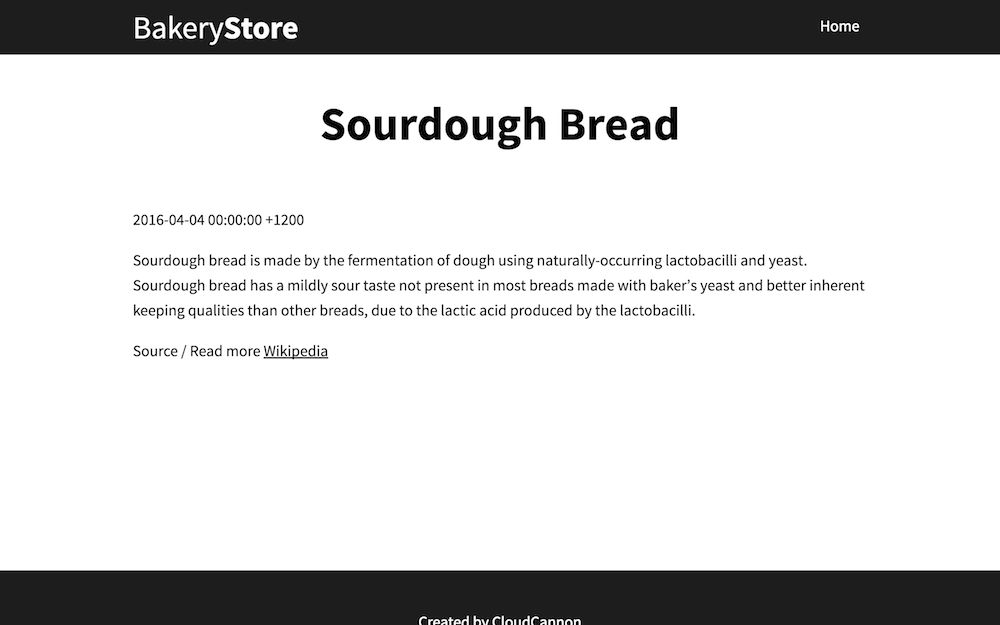 BakeryStore
Home
Sourdough Bread
2016-04-04 00:00:00 +1200
Sourdough bread is made by the fermentation of dough using naturally-occurring lactobacilli and yeast.
Sourdough bread has a mildly sour taste not present in most breads made with baker’s yeast and better inherent
keeping qualities than other breads, due to the lactic acid produced by the lactobacilli.
Source / Read more Wikipedia
Created by CloudCannon